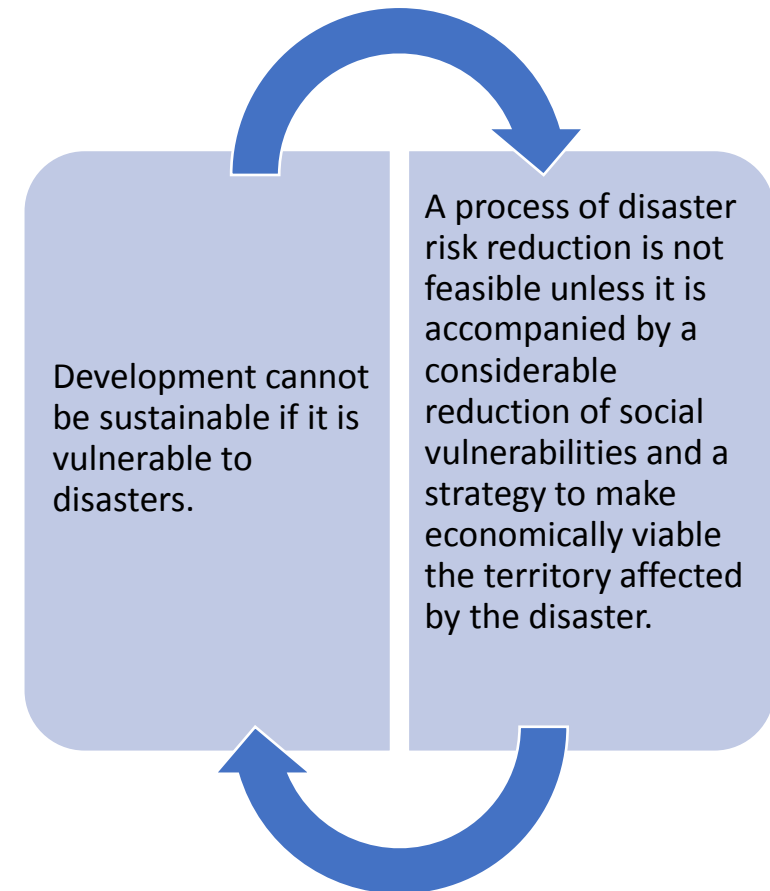 Development cannot
be sustainable if it is
vulnerable to
disasters.
A process of disaster
risk reduction is not
feasible unless it is
accompanied by a
considerable
reduction of social
vulnerabilities and a
strategy to make
economically viable
the territory affected
by the disaster.